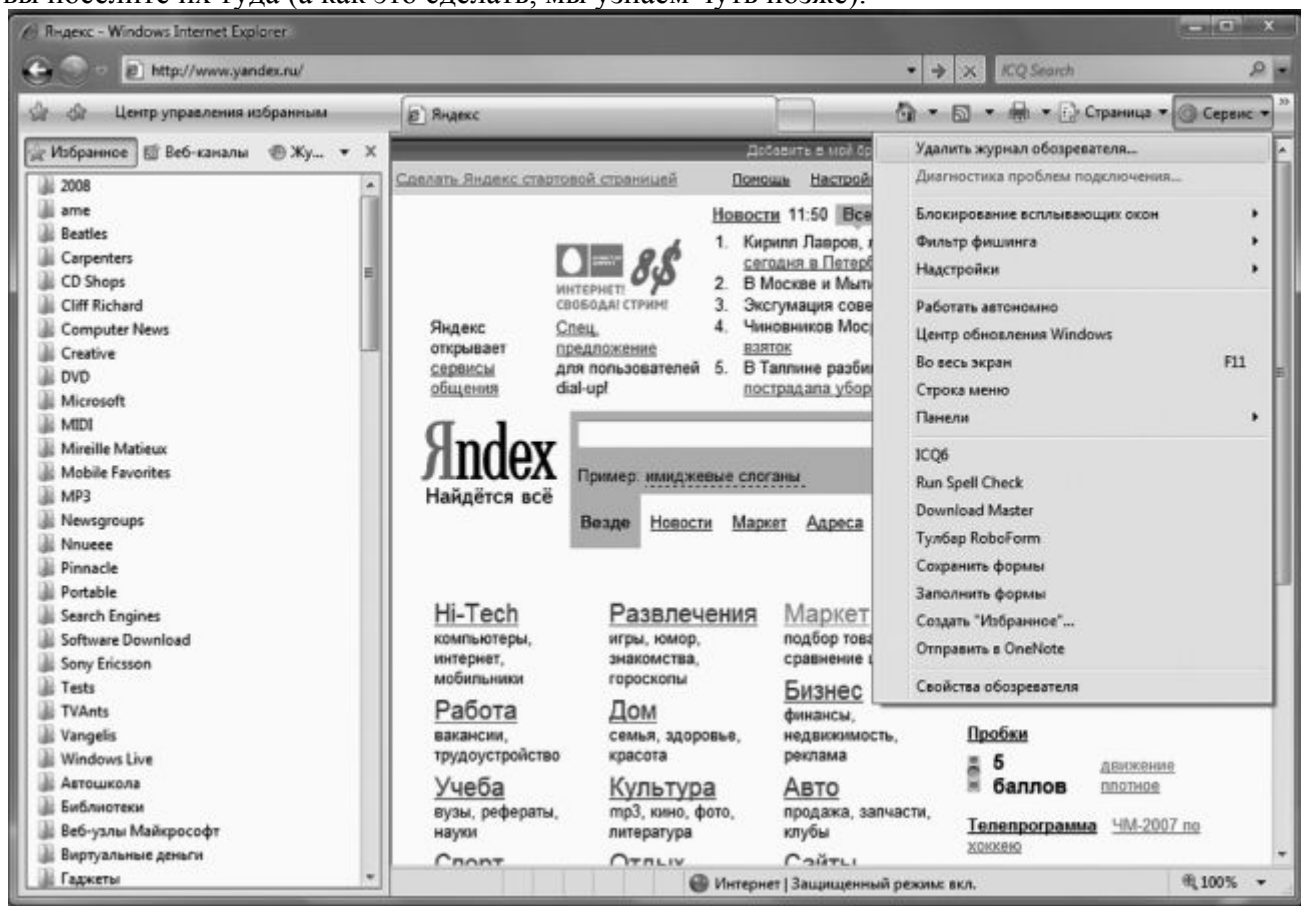 вы поселите их туда (а как это сделать, мы узнаем чуть позже).
Яндекс - Windows Internet Explorer
http://www.yandex.ru/
ICQ Search
Центр управления избранным
Яндекс
Страница
Сервис
Избранное
Веб-каналы
Жу...
2008
ame
Beatles
Carpenters
CD Shops
Cliff Richard
Computer News
Creative
DVD
Microsoft
MIDI
Mireille Matieux
Mobile Favorites
MP3
Newsgroups
Nnueee
Pinnacle
Portable
Search Engines
Software Download
Sony Ericsson
Tests
TVAnts
Vangelis
Windows Live
Автошкола
Библиотеки
Веб-узлы Майкрософт
Виртуальные деньги
Гаджеты
Добавить в мой бр
Сделать Яндекс стартовой страницей
Помощь Настрой
Новости 11:50 Все
1. Кирилл Лавров, л
сегодня в Петерб
2. В Москве и Мыти
3. Эксгумация сове
4. Чиновников Мос
взяток
5. В Таллине разби
пострадала убор
8$
ИНТЕРНЕТ!
СВОБОДА! СТРИМ!
Яндекс
открывает
сервисы
общения
Спец.
предложение
для пользователей
dial-up!
Яndex
Найдётся всё
Пример: имиджевые слоганы
Везде Новости Маркет Адреса
Hi-Tech
компьютеры,
интернет,
мобильники
Развлечения
игры, юмор,
знакомства,
гороскопы
Маркет
подбор това
сравнение ц
Бизнес
финансы,
недвижимость,
реклама
Работа
вакансии,
трудоустройство
Дом
семья, здоровье,
красота
Учеба
вузы, рефераты,
науки
Культура
mp3, кино, фото,
литература
Авто
продажа, запчасти,
клубы
Спорт
Отдых
Сайты
Пробки
5
баллов
движение
плотное
Телепрограмма ЧМ-2007 по
хоккею
Удалить журнал обозревателя...
Диагностика проблем подключения...
Блокирование всплывающих окон
Фильтр фишинга
Надстройки
Работать автономно
Центр обновления Windows
Во весь экран F11
Строка меню
Панели
ICQ6
Run Spell Check
Download Master
Тулбар RoboForm
Сохранить формы
Заполнить формы
Создать "Избранное"...
Отправить в OneNote
Свойства обозревателя
Интернет | Защищенный режим: вкл.
100%